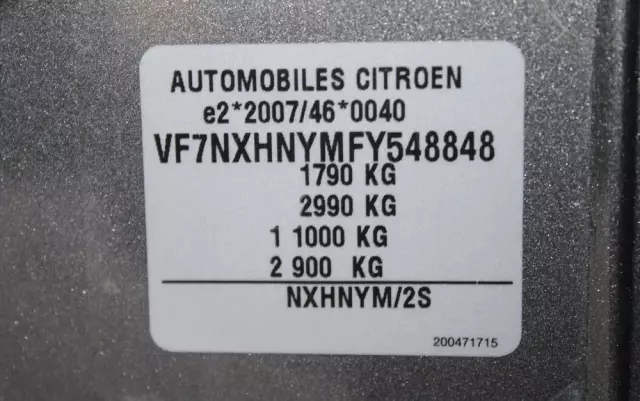 AUTOMOBILES CITROEN
e2*2007/46*0040
VF7NXHNYMFY548848
1790 KG
2990 KG
1 1000 KG
2 900 KG
NXHNYM/2S
200471715